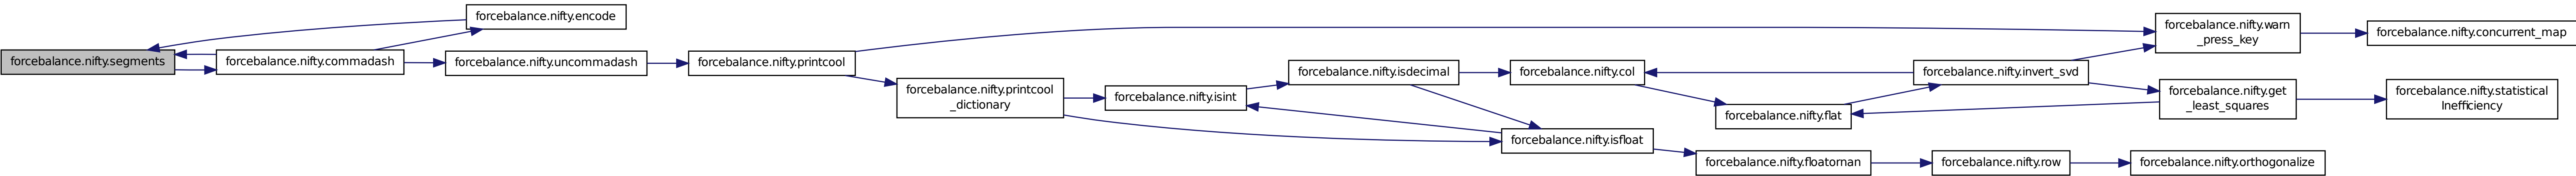 forcebalance.nifty.segments
forcebalance.nifty.encode
forcebalance.nifty.commadash
forcebalance.nifty.uncommadash
forcebalance.nifty.printcool
forcebalance.nifty.printcool
_dictionary
forcebalance.nifty.isint
forcebalance.nifty.isdecimal
forcebalance.nifty.isfloat
forcebalance.nifty.col
forcebalance.nifty.flat
forcebalance.nifty.floatornan
forcebalance.nifty.invert_svd
forcebalance.nifty.row
forcebalance.nifty.warn
_press_key
forcebalance.nifty.get
_least_squares
forcebalance.nifty.orthogonalize
forcebalance.nifty.concurrent_map
forcebalance.nifty.statistical
Inefficiency